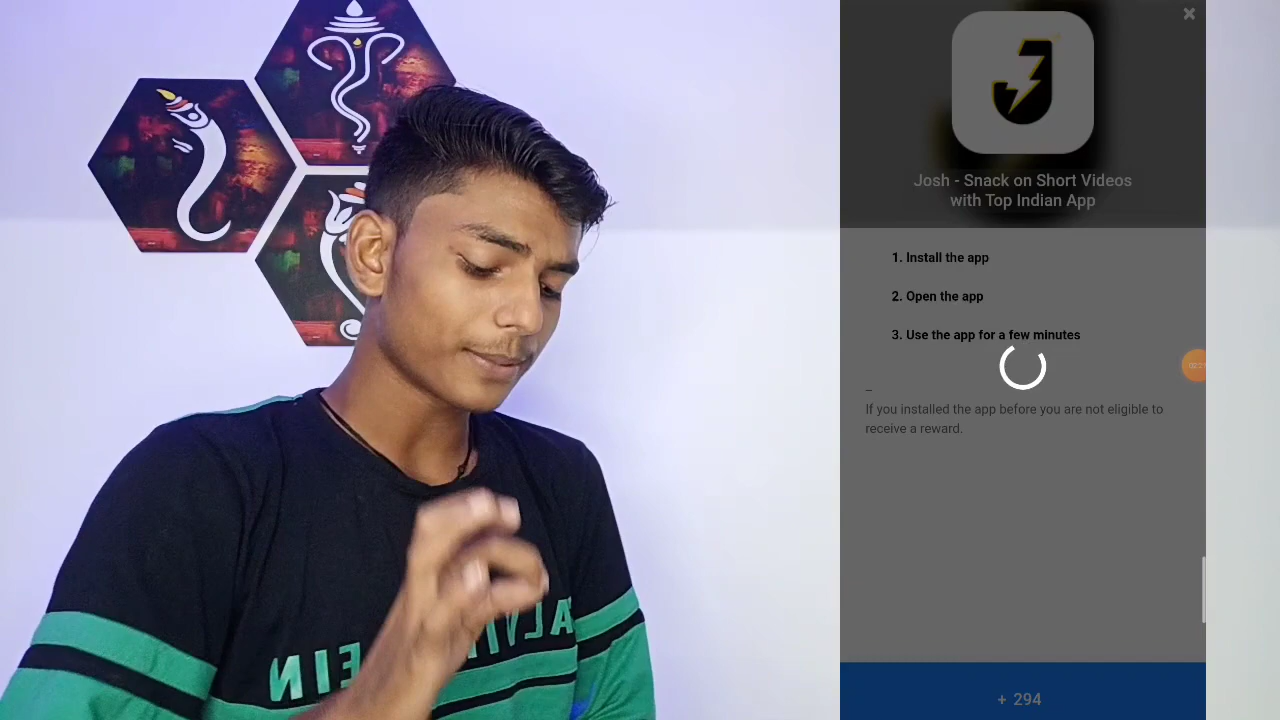 Josh - Snack on Short Videos
with Top Indian App
1. Install the app
2. Open the app
3. Use the app for a few minutes
–
If you installed the app before you are not eligible to
receive a reward.
+ 294